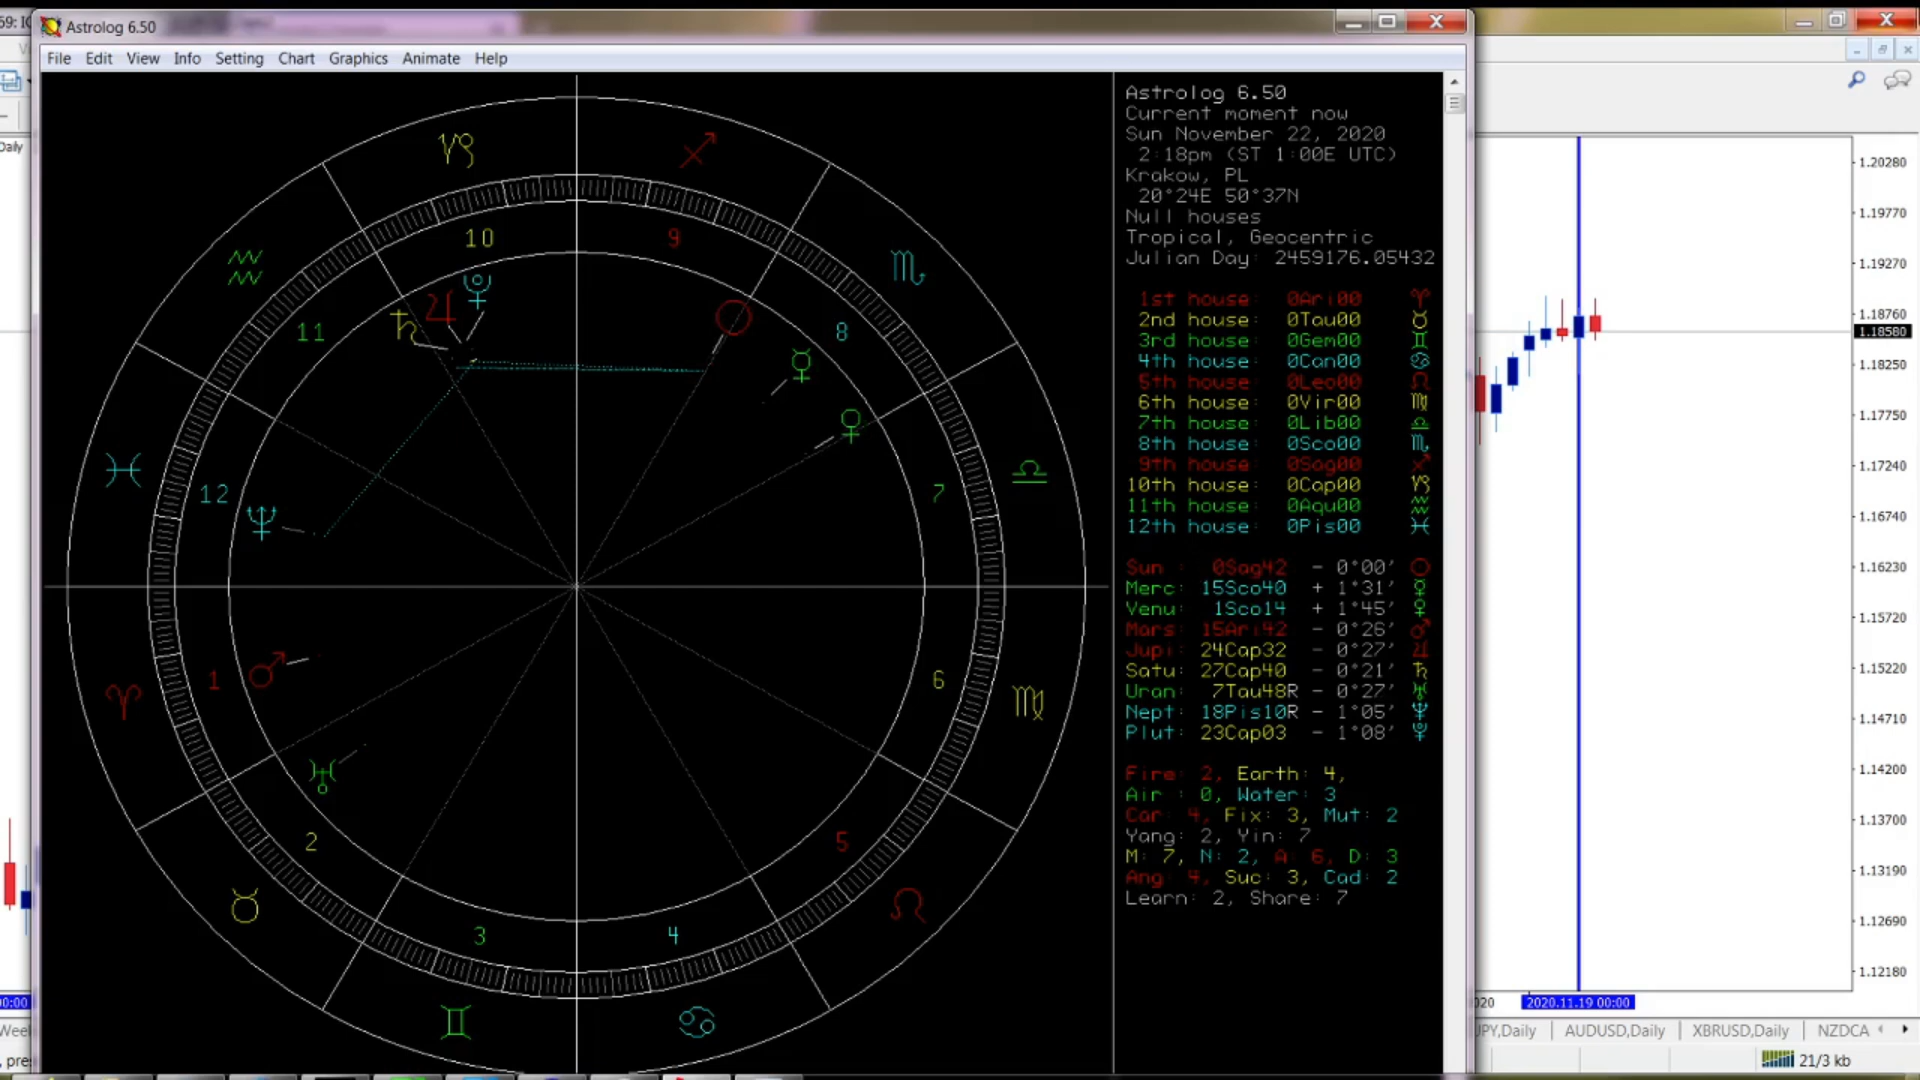 Astrolog 6.50
File Edit View Info Setting Chart Graphics Animate Help
Astrolog 6.50
Current moment now
Sun November 22, 2020
2:18pm (ST 1:00E UTC)
Krakow, PL
20°24E 50°37N
Null houses
Tropical, Geocentric
Julian Day: 2459176.05432
1st house: 0Ari00 ♈
2nd house: 0Tau00 ♉
3rd house: 0Gem00 ♊
4th house: 0Can00 ♋
5th house: 0Leo00 ♌
6th house: 0Vir00 ♍
7th house: 0Lib00 ♎
8th house: 0Sco00 ♏
9th house: 0Sag00 ♐
10th house: 0Cap00 ♑
11th house: 0Aqu00 ♒
12th house: 0Pis00 ♓
Sun : 0Sag42 - 0°00'
Merc: 15Sco40 + 1°31' ☿
Venu: 1Sco14 + 1°45' ♀
Mars: 15Ari42 - 0°26' ♂
Jupi: 24Cap32 - 0°27' ♃
Satu: 27Cap40 - 0°21' ♄
Uran: 7Tau48R - 0°27' ♅
Nept: 18Pis10R - 1°05' ♆
Plut: 23Cap03 - 1°08'
Fire: 2, Earth: 4,
Air : 0, Water: 3
Car: 4, Fix: 3, Mut: 2
Yang: 2, Yin: 7
M: 7, N: 2, A: 6, D: 3
Ang: 4, Suc: 3, Cad: 2
Learn: 2, Share: 7
10
9
11
8
12
7
1
6
2
5
3
4
Daily
1.20280
1.19770
1.19270
1.18760
1.18580
1.18250
1.17750
1.17240
1.16740
1.16230
1.15720
1.15220
1.14710
1.14200
1.13700
1.13190
1.12690
1.12180
00:00
020
2020.11.19 00:00
JPY,Daily
AUDUSD,Daily
XBRUSD,Daily
NZDCA
21/3 kb